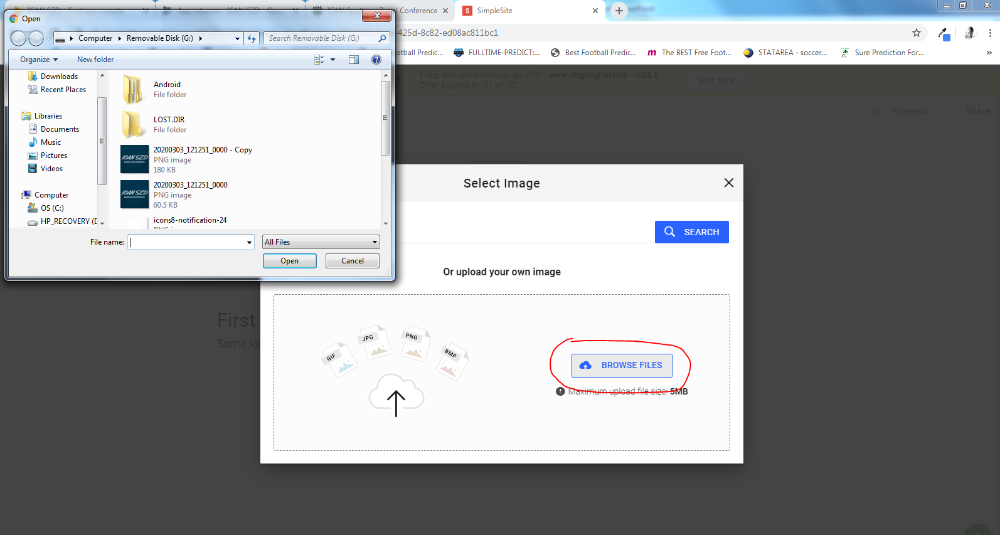 Open
Conference
SimpleSite
Computer
Removable Disk (G:)
Search Removable Disk (G:)
-425d-8c82-ed08ac811bc1
Organize
New folder
otball Predic...
FULLTIME-PREDICT:...
Best Football Predic...
The BEST Free Foot...
STATAREA - soccer...
Sure Prediction For...
»
FREE domain when you go PRO - www.engelsjr.online - US$ 0
Offer expires in: 31:42:05
BUY NOW
Preview
Share
Downloads
Recent Places
Libraries
Documents
Music
Pictures
Videos
Computer
OS (C:)
HP_RECOVERY (D
Android
File folder
LOST.DIR
File folder
ICAN SZD
20200303_121251_0000 - Copy
PNG image
180 KB
ICAN SZD
20200303_121251_0000
PNG image
60.5 KB
icons8-notification-24
File name:
All Files
Open
Cancel
Select Image
SEARCH
Or upload your own image
First
Some lo
GIF
JPG
PNG
BMP
BROWSE FILES
Maximum upload file size: 5MB